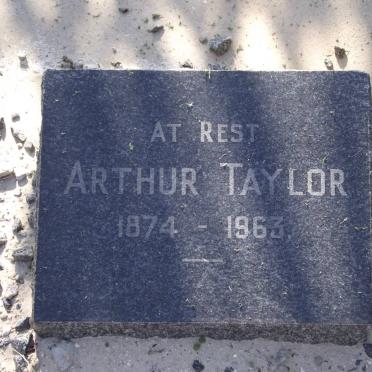 AT REST
ARTHUR TAYLOR
1874 - 1963.